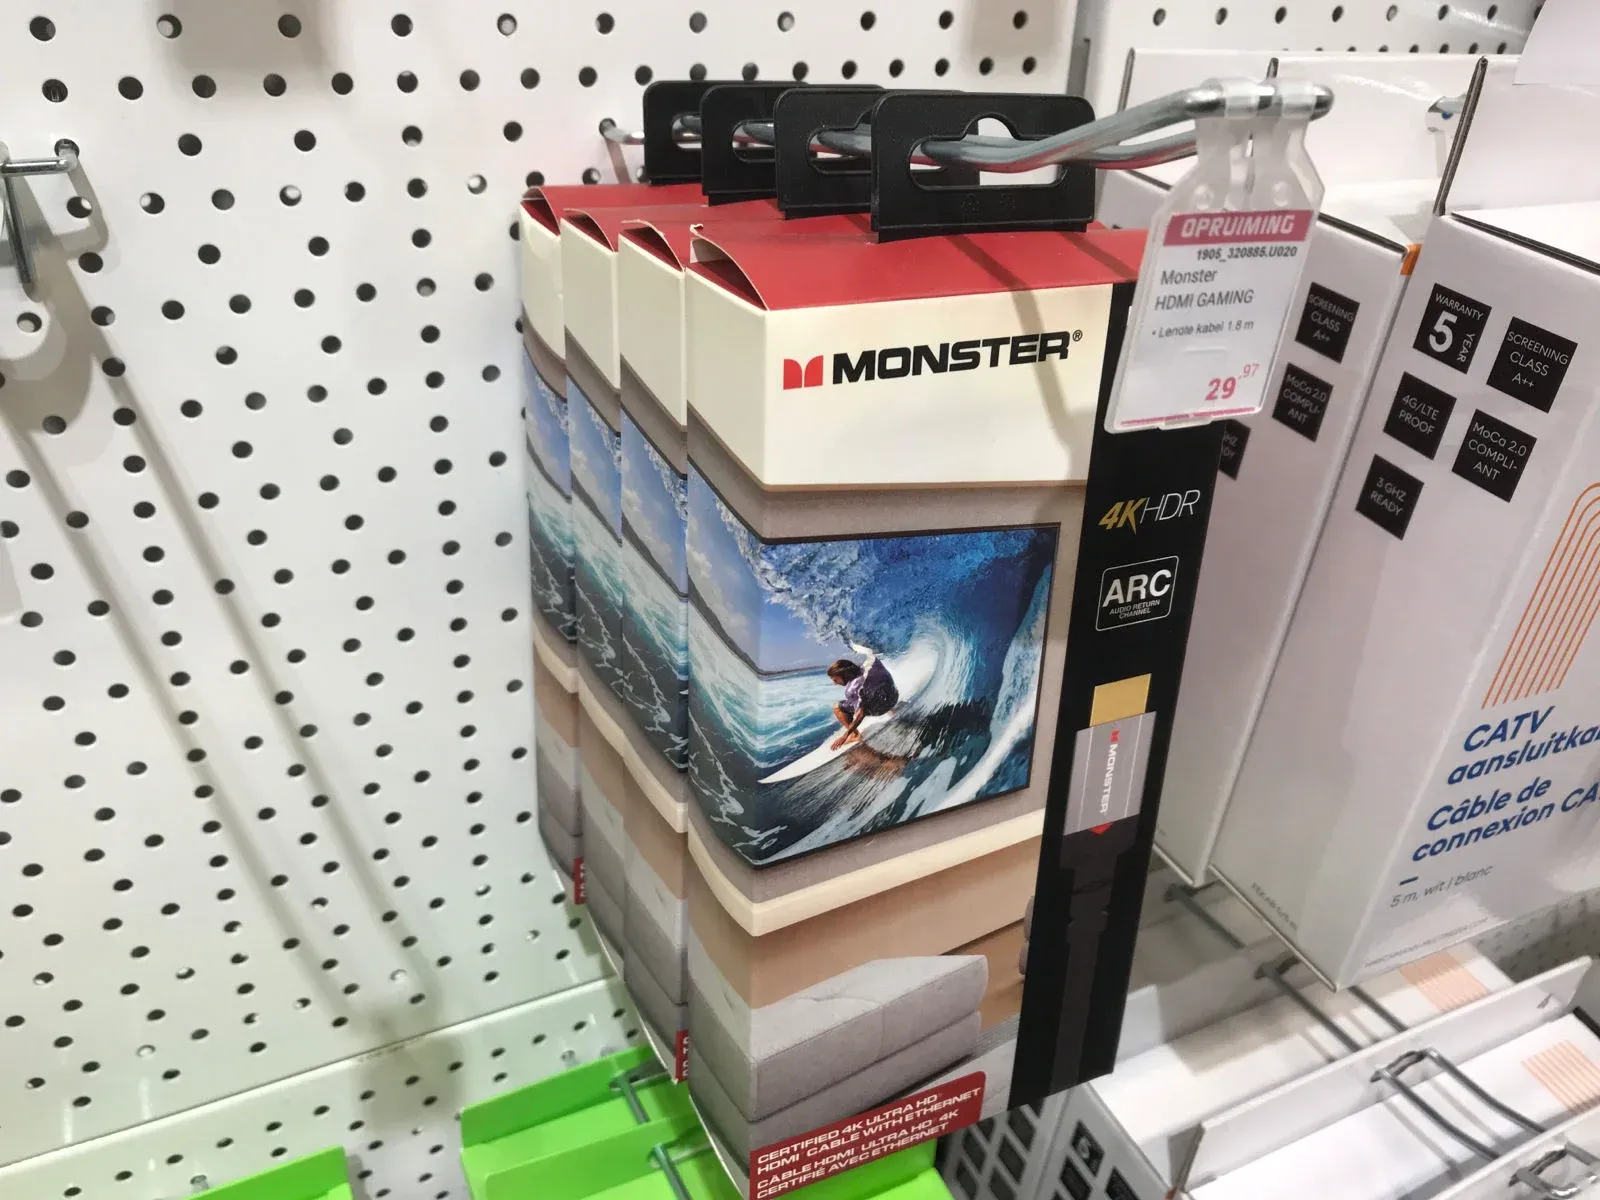 OPRUIMING
1905_320885.U020
Monster
HDMI GAMING
• Lengte kabel 1.8 m
29.97
MONSTER®
4K HDR
ARC
AUDIO RETURN
CHANNEL
MONSTER
CERTIFIED 4K ULTRA HD
HDMI CABLE WITH ETHERNET
CÂBLE HDMI ULTRA HD 4K
CERTIFIÉ AVEC ETHERNET
SCREENING
CLASS
A++
MoCa 2.0
COMPLI-
ANT
WARRANTY
5
YEAR
SCREENING
CLASS
A++
4G/LTE
PROOF
MoCa 2.0
COMPLI-
ANT
3 GHZ
READY
CATV
aansluitka
Câble de
connexion CA
5 m, wit | blanc